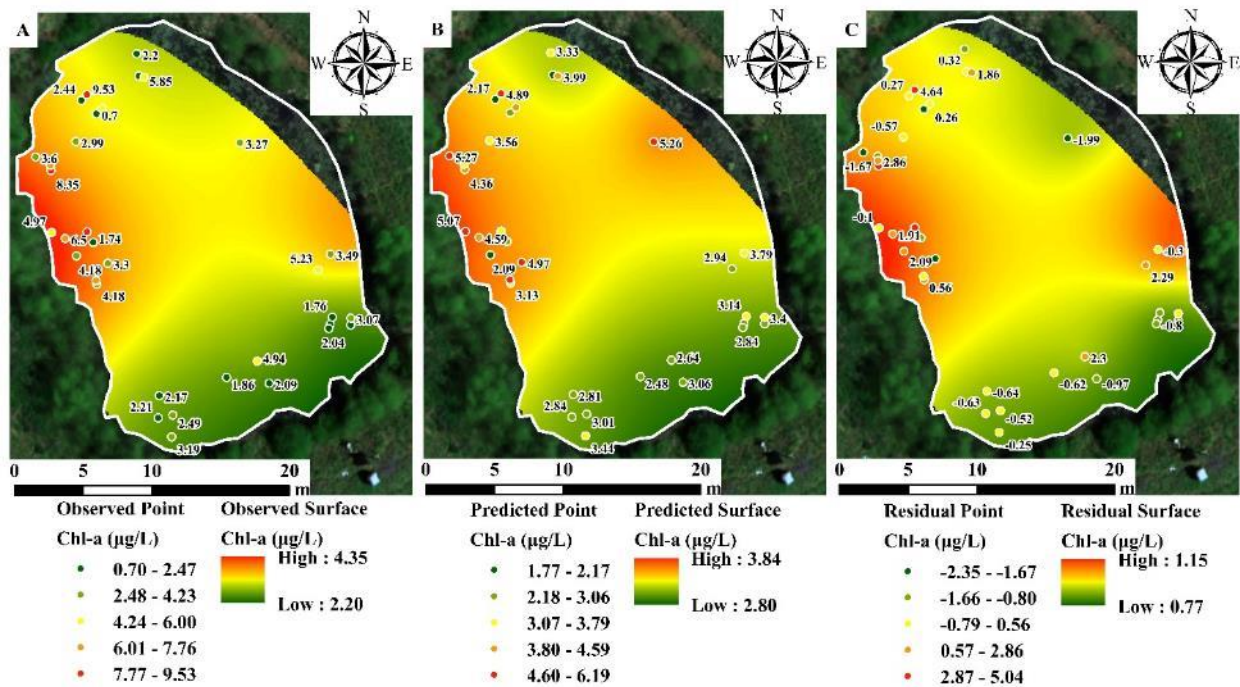 A
N
W
E
S
2.2
5.85
2.44
9.53
0.7
2.99
3.27
3.6
8.35
4.97
6.5
1.74
4.18
3.3
4.18
5.23
3.49
1.76
3.07
2.04
4.94
1.86
2.09
2.17
2.21
2.49
3.19
0 10 20
m
Observed Point
Chl-a (µg/L)
0.70 - 2.47
2.48 - 4.23
4.24 - 6.00
6.01 - 7.76
7.77 - 9.53
Observed Surface
Chl-a (µg/L)
High : 4.35
Low : 2.20
B
N
W
E
S
3.33
3.99
2.17
4.89
3.56
5.26
5.27
4.36
5.07
4.59
2.09
4.97
3.13
2.94
3.79
3.14
3.4
2.84
2.64
2.48
3.06
2.81
2.84
3.01
3.44
0 10 20
m
Predicted Point
Chl-a (µg/L)
1.77 - 2.17
2.18 - 3.06
3.07 - 3.79
3.80 - 4.59
4.60 - 6.19
Predicted Surface
Chl-a (µg/L)
High : 3.84
Low : 2.80
C
N
W
E
S
0.32
1.86
0.27
4.64
0.26
-0.57
-1.99
-1.67
2.86
-0.1
1.91
2.09
0.56
-0.3
2.29
-0.8
2.3
-0.62
-0.97
-0.64
-0.63
-0.52
-0.25
0 10 20
m
Residual Point
Chl-a (µg/L)
-2.35 - -1.67
-1.66 - -0.80
-0.79 - 0.56
0.57 - 2.86
2.87 - 5.04
Residual Surface
Chl-a (µg/L)
High : 1.15
Low : 0.77